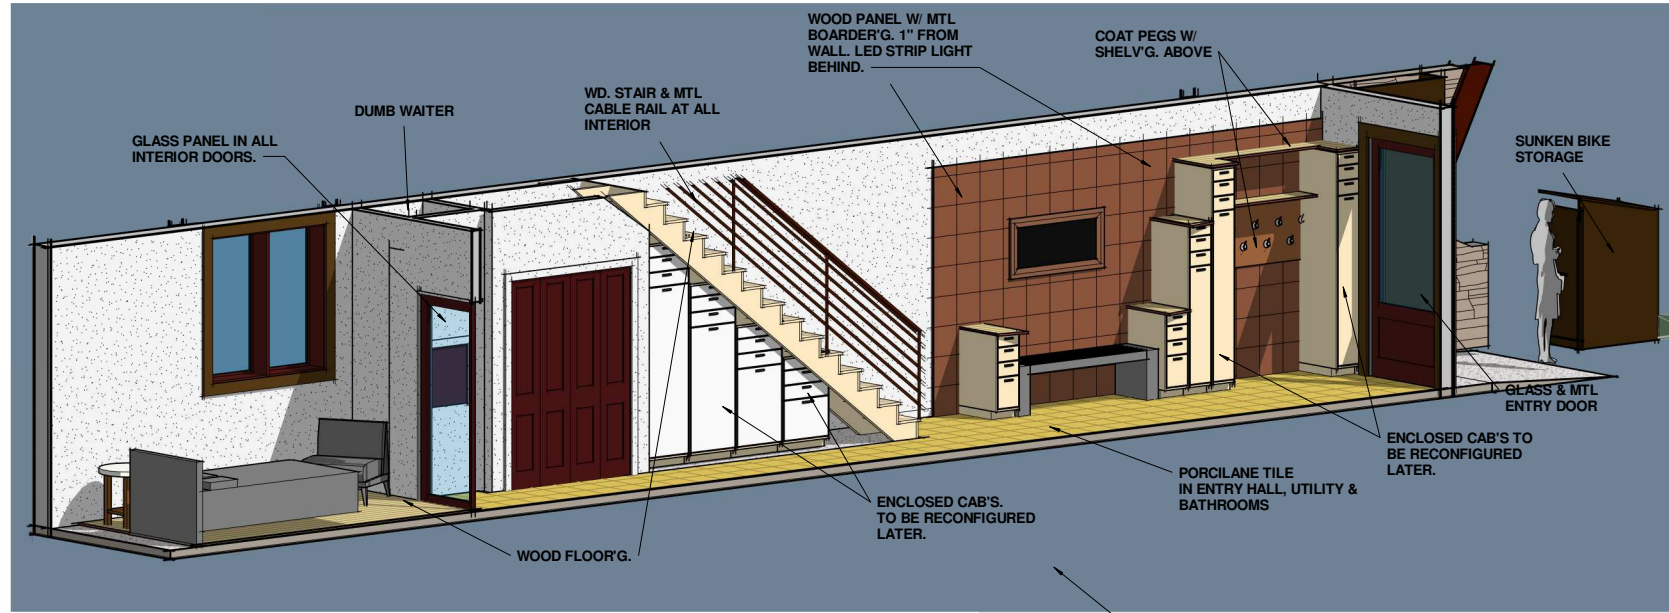 WOOD PANEL W/ MTL
BOARDER'G. 1" FROM
WALL. LED STRIP LIGHT
BEHIND.
COAT PEGS W/
SHELV'G. ABOVE
WD. STAIR & MTL
CABLE RAIL AT ALL
INTERIOR
DUMB WAITER
GLASS PANEL IN ALL
INTERIOR DOORS.
SUNKEN BIKE
STORAGE
GLASS & MTL
ENTRY DOOR
ENCLOSED CAB'S TO
BE RECONFIGURED
LATER.
PORCILANE TILE
IN ENTRY HALL, UTILITY &
BATHROOMS
ENCLOSED CAB'S.
TO BE RECONFIGURED
LATER.
WOOD FLOOR'G.